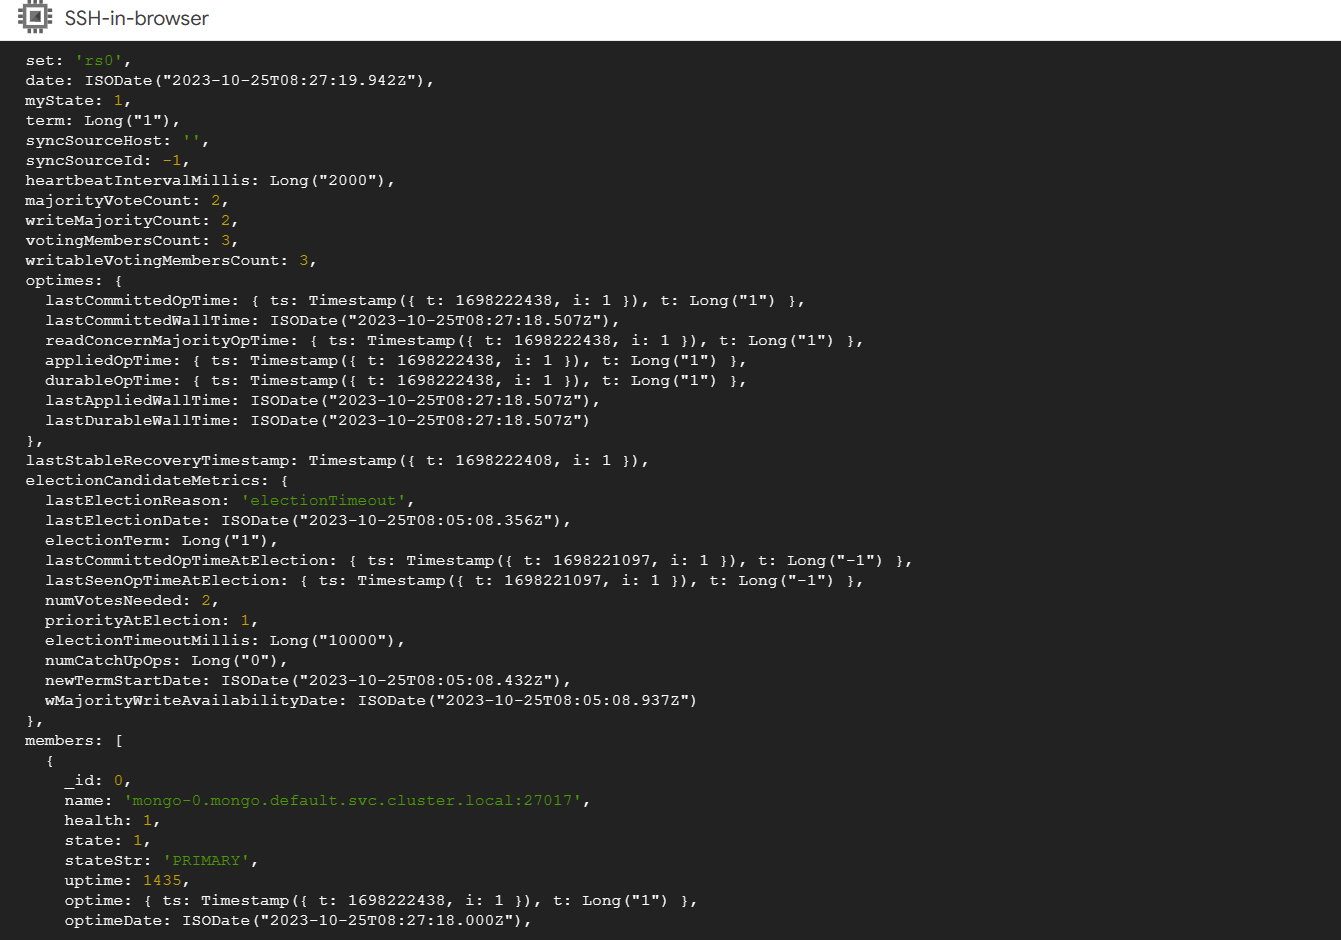 SSH-in-browser
set: 'rs0',
date: ISODate("2023-10-25T08:27:19.942Z"),
myState: 1,
term: Long("1"),
syncSourceHost: '',
syncSourceId: -1,
heartbeatIntervalMillis: Long("2000"),
majorityVoteCount: 2,
writeMajorityCount: 2,
votingMembersCount: 3,
writableVotingMembersCount: 3,
optimes: {
  lastCommittedOpTime: { ts: Timestamp({ t: 1698222438, i: 1 }), t: Long("1") },
  lastCommittedWallTime: ISODate("2023-10-25T08:27:18.507Z"),
  readConcernMajorityOpTime: { ts: Timestamp({ t: 1698222438, i: 1 }), t: Long("1") },
  appliedOpTime: { ts: Timestamp({ t: 1698222438, i: 1 }), t: Long("1") },
  durableOpTime: { ts: Timestamp({ t: 1698222438, i: 1 }), t: Long("1") },
  lastAppliedWallTime: ISODate("2023-10-25T08:27:18.507Z"),
  lastDurableWallTime: ISODate("2023-10-25T08:27:18.507Z")
},
lastStableRecoveryTimestamp: Timestamp({ t: 1698222408, i: 1 }),
electionCandidateMetrics: {
  lastElectionReason: 'electionTimeout',
  lastElectionDate: ISODate("2023-10-25T08:05:08.356Z"),
  electionTerm: Long("1"),
  lastCommittedOpTimeAtElection: { ts: Timestamp({ t: 1698221097, i: 1 }), t: Long("-1") },
  lastSeenOpTimeAtElection: { ts: Timestamp({ t: 1698221097, i: 1 }), t: Long("-1") },
  numVotesNeeded: 2,
  priorityAtElection: 1,
  electionTimeoutMillis: Long("10000"),
  numCatchUpOps: Long("0"),
  newTermStartDate: ISODate("2023-10-25T08:05:08.432Z"),
  wMajorityWriteAvailabilityDate: ISODate("2023-10-25T08:05:08.937Z")
},
members: [
  {
    _id: 0,
    name: 'mongo-0.mongo.default.svc.cluster.local:27017',
    health: 1,
    state: 1,
    stateStr: 'PRIMARY',
    uptime: 1435,
    optime: { ts: Timestamp({ t: 1698222438, i: 1 }), t: Long("1") },
    optimeDate: ISODate("2023-10-25T08:27:18.000Z"),